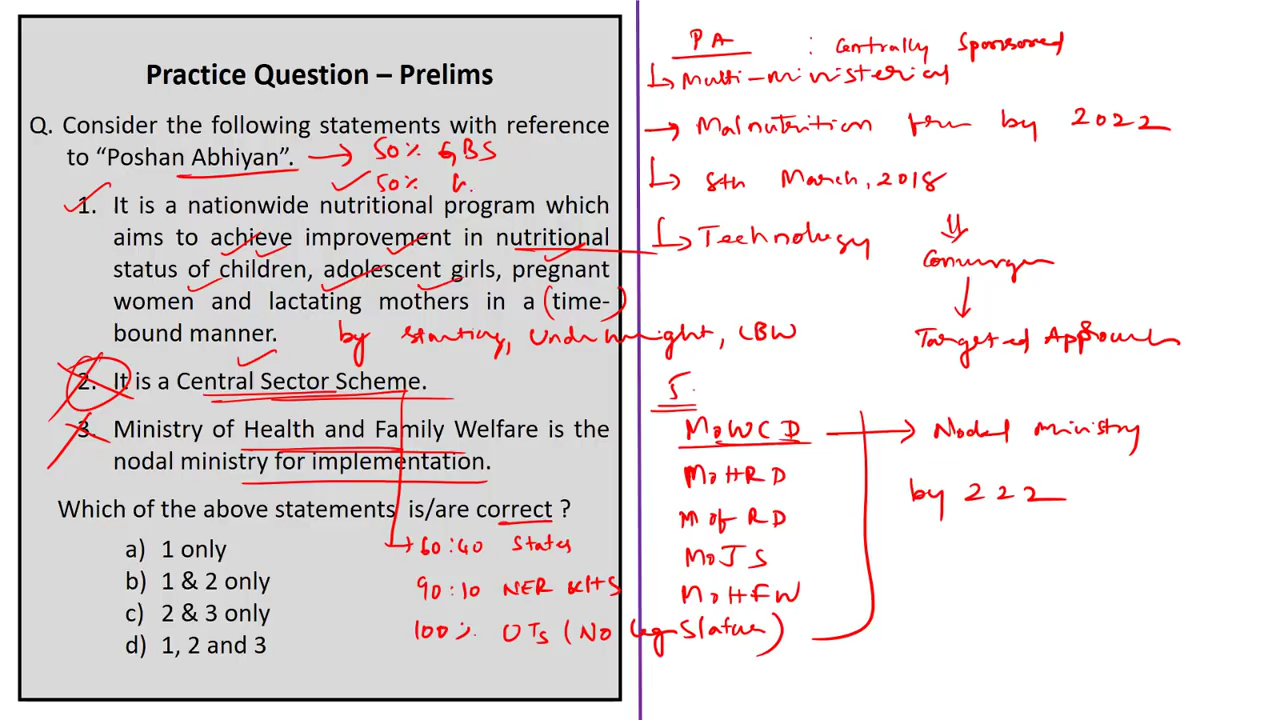 Practice Question – Prelims
Q. Consider the following statements with reference
to “Poshan Abhiyan”. → 50% GBS
50% G.
1. It is a nationwide nutritional program which
aims to achieve improvement in nutritional
status of children, adolescent girls, pregnant
women and lactating mothers in a (time-
bound manner.
by stunting, Underweight, LBW
2. It is a Central Sector Scheme.
3. Ministry of Health and Family Welfare is the
nodal ministry for implementation.
Which of the above statements is/are correct ?
a) 1 only
b) 1 & 2 only
c) 2 & 3 only
d) 1, 2 and 3
60:40 States
90:10 NER &
100%. UTs (No legislature)
PA : Centrally Sponsored
Multi-ministerial
Malnutrition free by 2022
8th March, 2018
Technology
Targeted Approach
5.
MoWCD → Nodal ministry
MoHRD by 222
M of RD
MoJS
MoHFW